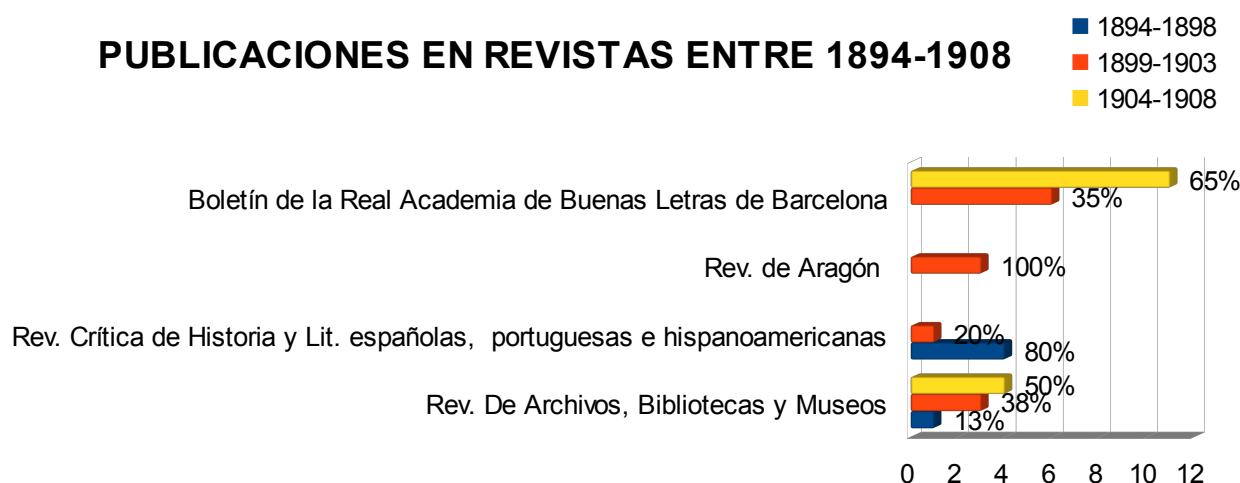 PUBLICACIONES EN REVISTAS ENTRE 1894-1908
1894-1898
1899-1903
1904-1908
Boletín de la Real Academia de Buenas Letras de Barcelona
65%
35%
Rev. de Aragón
100%
Rev. Crítica de Historia y Lit. españolas, portuguesas e hispanoamericanas
20%
80%
Rev. De Archivos, Bibliotecas y Museos
50%
38%
13%
0 2 4 6 8 10 12